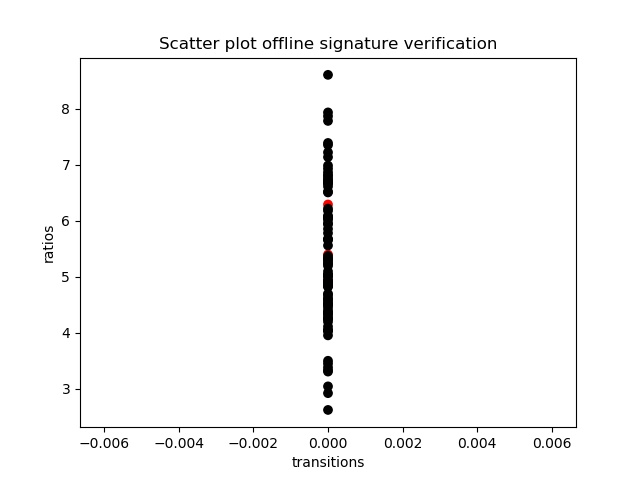 Scatter plot offline signature verification
ratios
8
7
6
5
4
3
−0.006 −0.004 −0.002 0.000 0.002 0.004 0.006
transitions